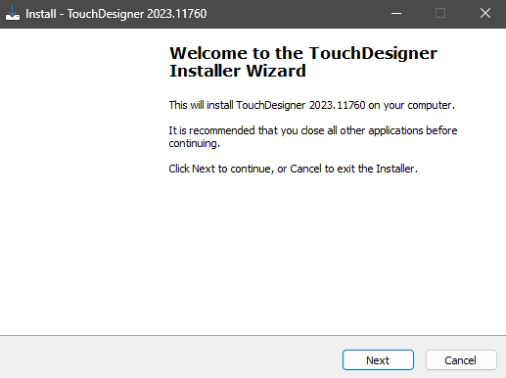 Install - TouchDesigner 2023.11760
Welcome to the TouchDesigner
Installer Wizard
This will install TouchDesigner 2023.11760 on your computer.
It is recommended that you close all other applications before
continuing.
Click Next to continue, or Cancel to exit the Installer.
Next
Cancel